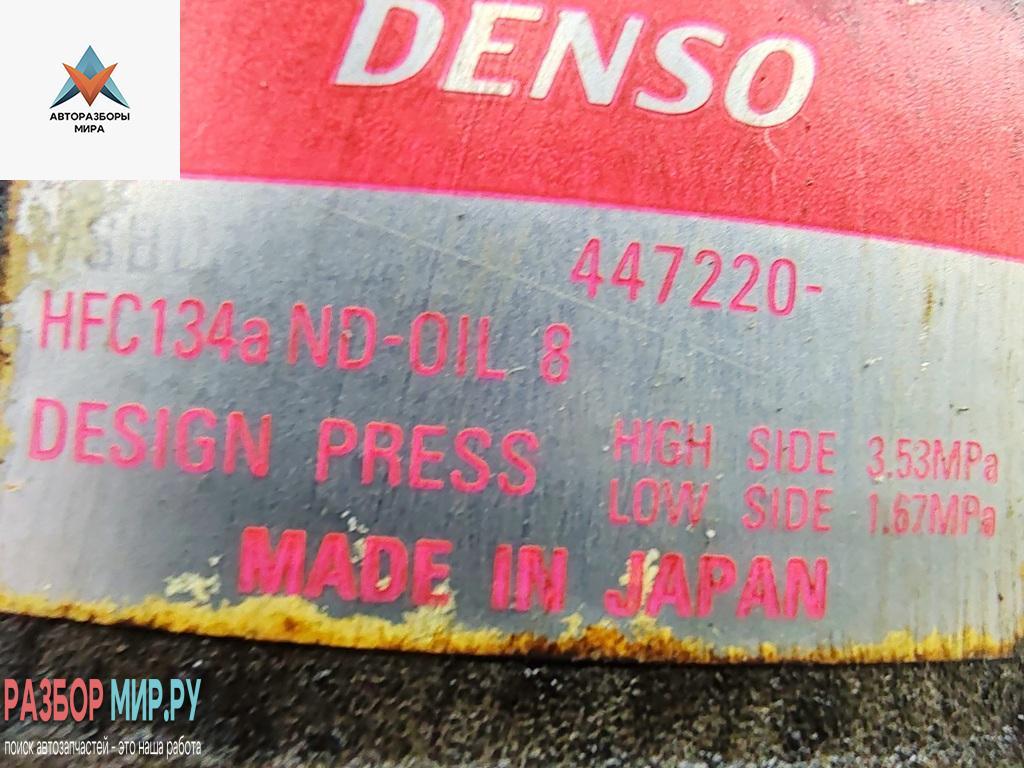 АВТОРАЗБОРЫ
МИРА
DENSO
447220-
HFC134a ND-OIL 8
DESIGN PRESS HIGH SIDE 3.53MPa
LOW SIDE 1.67MPa
MADE IN JAPAN
РАЗБОР МИР.РУ
поиск автозапчастей - это наша работа